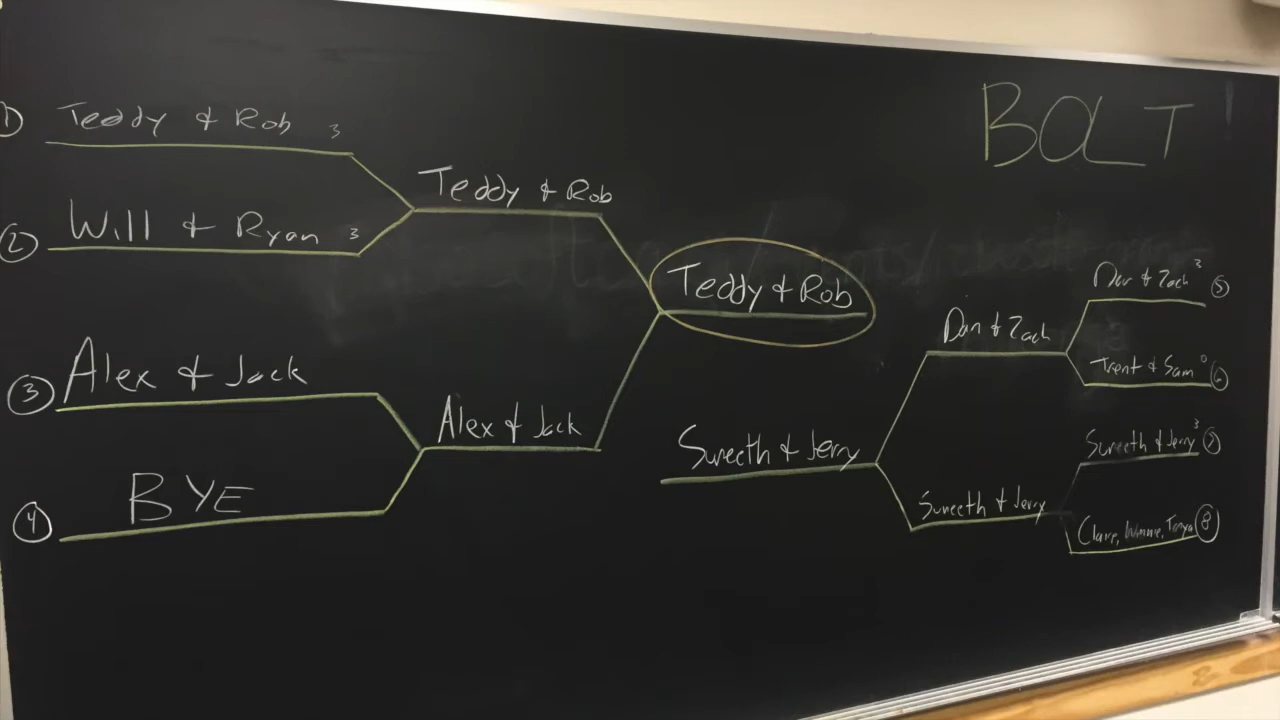 BOLT
① Teddy & Rob 3
② Will & Ryan 3
③ Alex & Jack
④ BYE
Teddy & Rob
Alex & Jack
Teddy & Rob
Sureeth & Jerry
Dan & Zach
Sureeth & Jerry
Dan & Zach 3 ⑤
Trent & Sam 0 ⑥
Sureeth & Jerry 3 ⑦
Claire, Winnie, Tanya ⑧